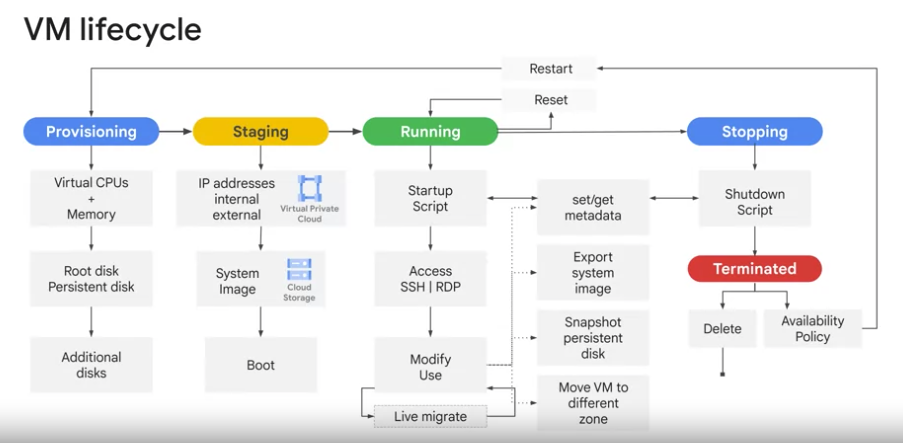 VM lifecycle
Restart
Reset
Provisioning
Staging
Running
Stopping
Virtual CPUs
+
Memory
Root disk
Persistent disk
Additional
disks
IP addresses
internal
external
Virtual Private
Cloud
System
Image
Cloud
Storage
Boot
Startup
Script
Access
SSH | RDP
Modify
Use
Live migrate
set/get
metadata
Export
system
image
Snapshot
persistent
disk
Move VM to
different
zone
Shutdown
Script
Terminated
Delete
Availability
Policy